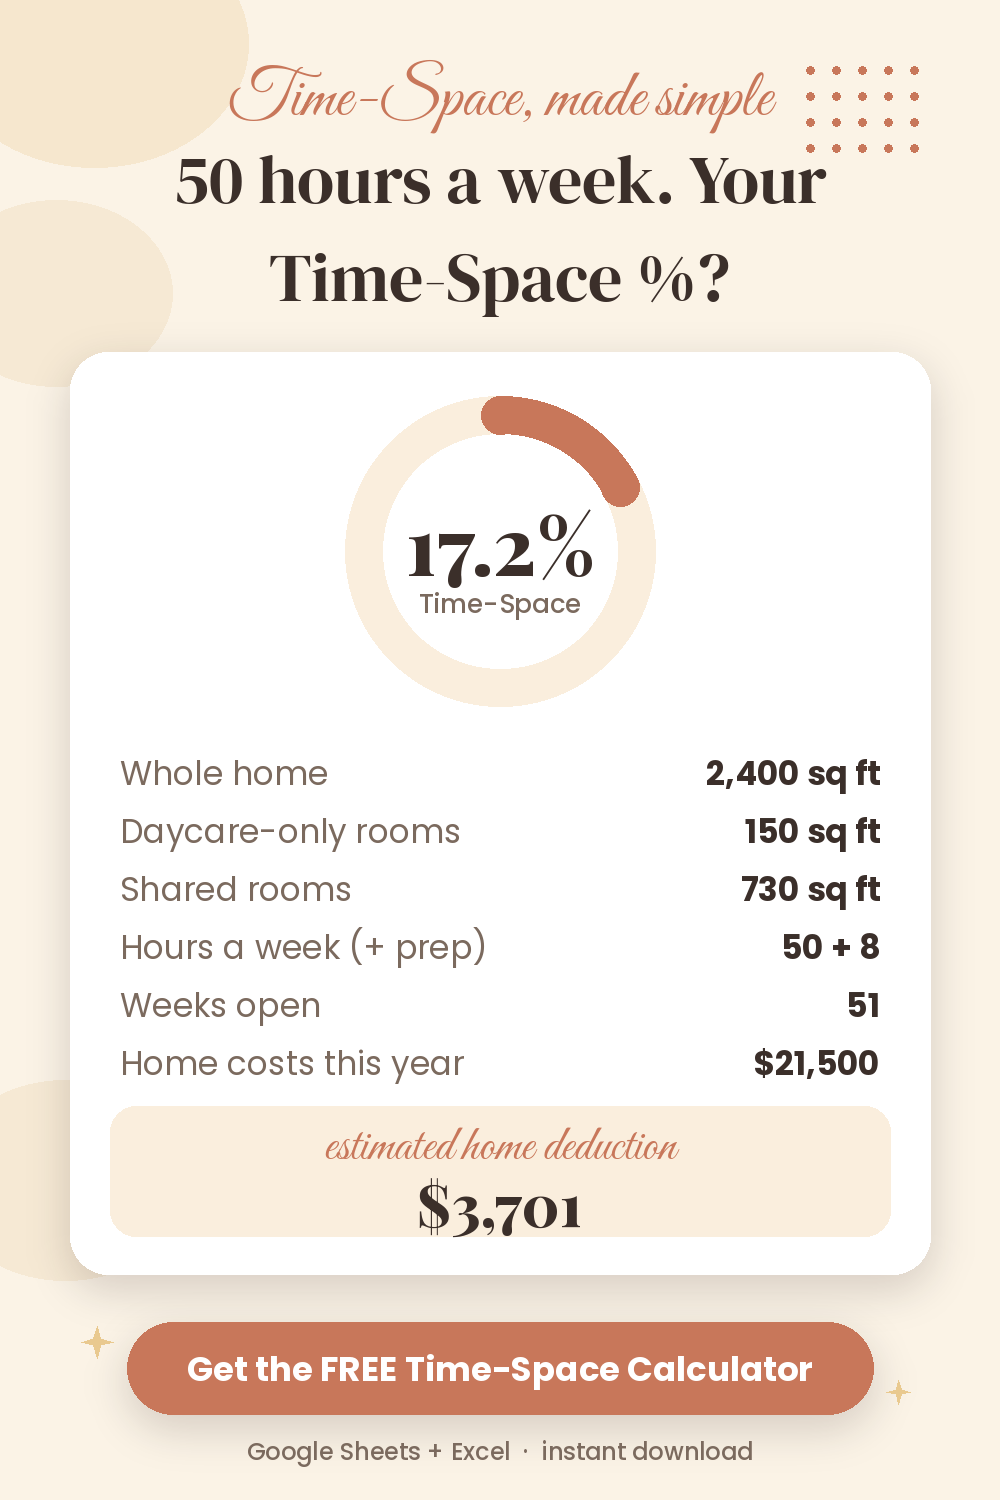 Time-Space, made simple
50 hours a week. Your
Time-Space %?
17.2%
Time-Space
Whole home 2,400 sq ft
Daycare-only rooms 150 sq ft
Shared rooms 730 sq ft
Hours a week (+ prep) 50 + 8
Weeks open 51
Home costs this year $21,500
estimated home deduction
$3,701
Get the FREE Time-Space Calculator
Google Sheets + Excel · instant download